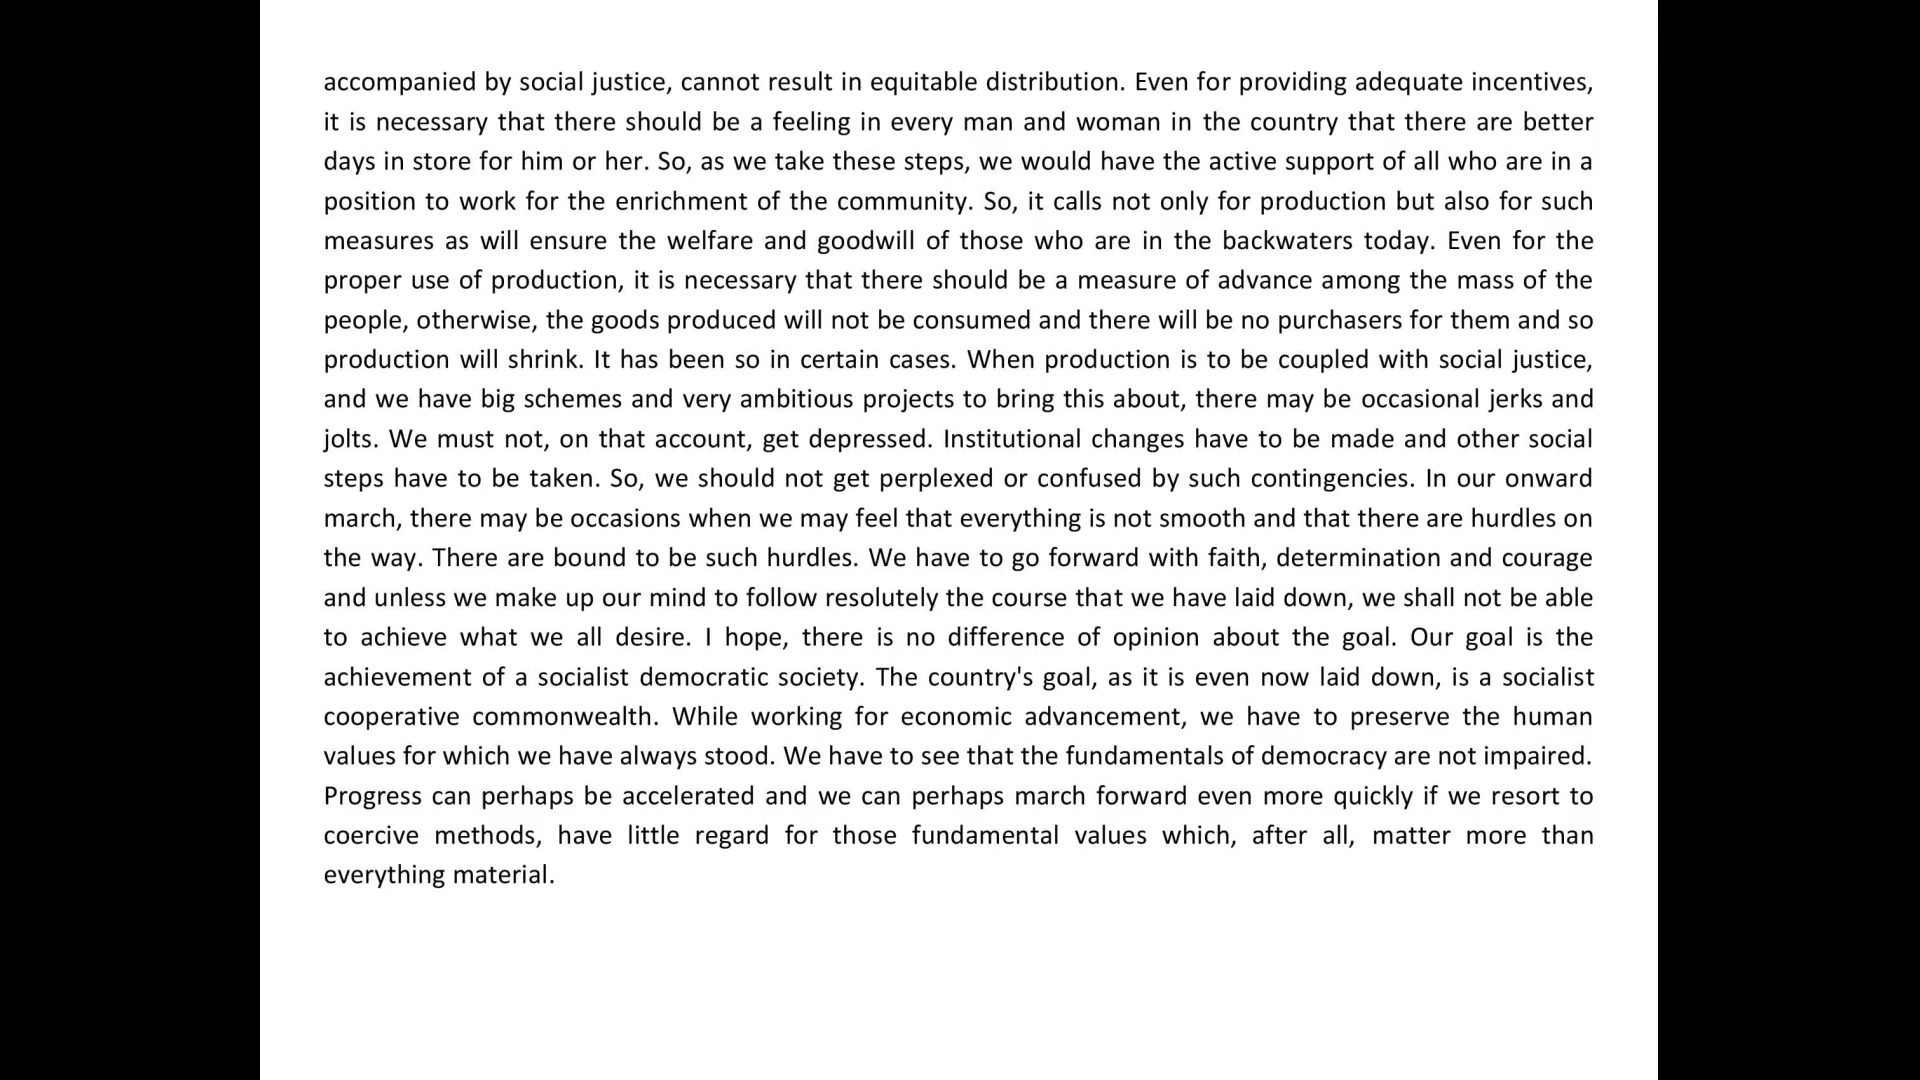 accompanied by social justice, cannot result in equitable distribution. Even for providing adequate incentives,
it is necessary that there should be a feeling in every man and woman in the country that there are better
days in store for him or her. So, as we take these steps, we would have the active support of all who are in a
position to work for the enrichment of the community. So, it calls not only for production but also for such
measures as will ensure the welfare and goodwill of those who are in the backwaters today. Even for the
proper use of production, it is necessary that there should be a measure of advance among the mass of the
people, otherwise, the goods produced will not be consumed and there will be no purchasers for them and so
production will shrink. It has been so in certain cases. When production is to be coupled with social justice,
and we have big schemes and very ambitious projects to bring this about, there may be occasional jerks and
jolts. We must not, on that account, get depressed. Institutional changes have to be made and other social
steps have to be taken. So, we should not get perplexed or confused by such contingencies. In our onward
march, there may be occasions when we may feel that everything is not smooth and that there are hurdles on
the way. There are bound to be such hurdles. We have to go forward with faith, determination and courage
and unless we make up our mind to follow resolutely the course that we have laid down, we shall not be able
to achieve what we all desire. I hope, there is no difference of opinion about the goal. Our goal is the
achievement of a socialist democratic society. The country's goal, as it is even now laid down, is a socialist
cooperative commonwealth. While working for economic advancement, we have to preserve the human
values for which we have always stood. We have to see that the fundamentals of democracy are not impaired.
Progress can perhaps be accelerated and we can perhaps march forward even more quickly if we resort to
coercive methods, have little regard for those fundamental values which, after all, matter more than
everything material.